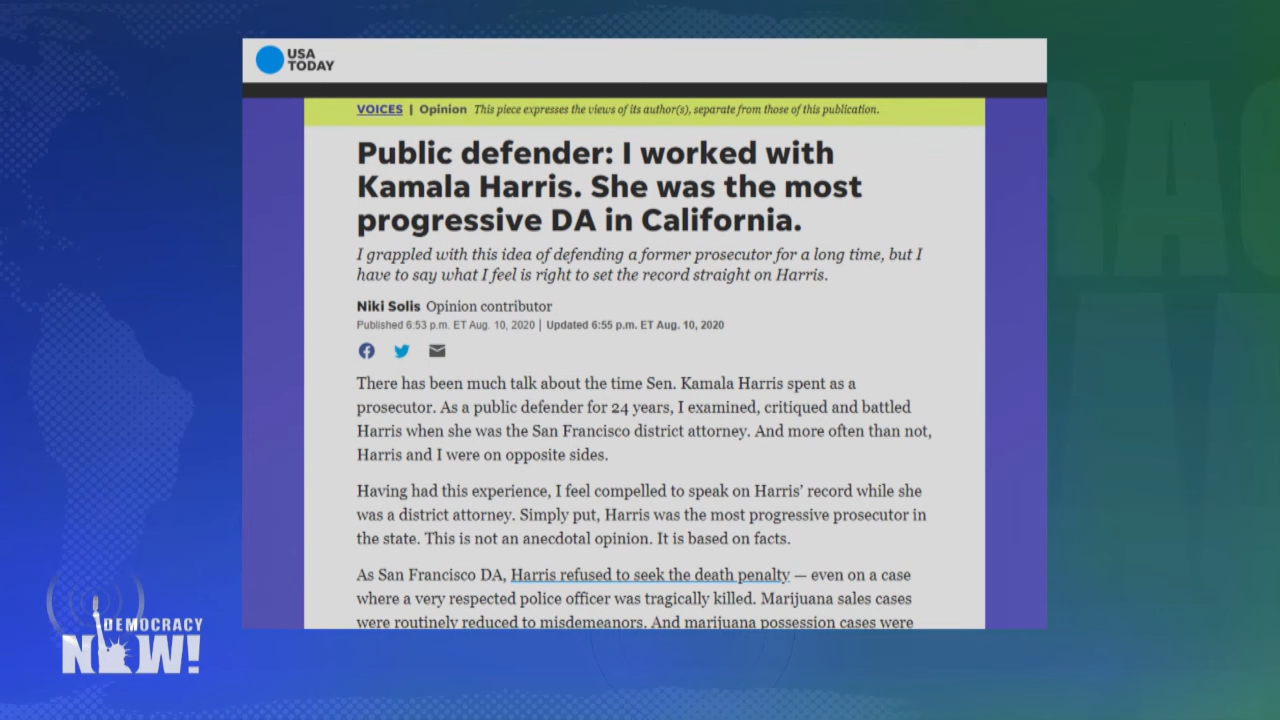 USA
TODAY
VOICES | Opinion This piece expresses the views of its author(s), separate from those of this publication.
Public defender: I worked with
Kamala Harris. She was the most
progressive DA in California.
I grappled with this idea of defending a former prosecutor for a long time, but I
have to say what I feel is right to set the record straight on Harris.
Niki Solis Opinion contributor
Published 6:53 p.m. ET Aug. 10, 2020 | Updated 6:55 p.m. ET Aug. 10, 2020
There has been much talk about the time Sen. Kamala Harris spent as a
prosecutor. As a public defender for 24 years, I examined, critiqued and battled
Harris when she was the San Francisco district attorney. And more often than not,
Harris and I were on opposite sides.
Having had this experience, I feel compelled to speak on Harris’ record while she
was a district attorney. Simply put, Harris was the most progressive prosecutor in
the state. This is not an anecdotal opinion. It is based on facts.
As San Francisco DA, Harris refused to seek the death penalty — even on a case
where a very respected police officer was tragically killed. Marijuana sales cases
were routinely reduced to misdemeanors. And marijuana possession cases were
DEMOCRACY
NOW!